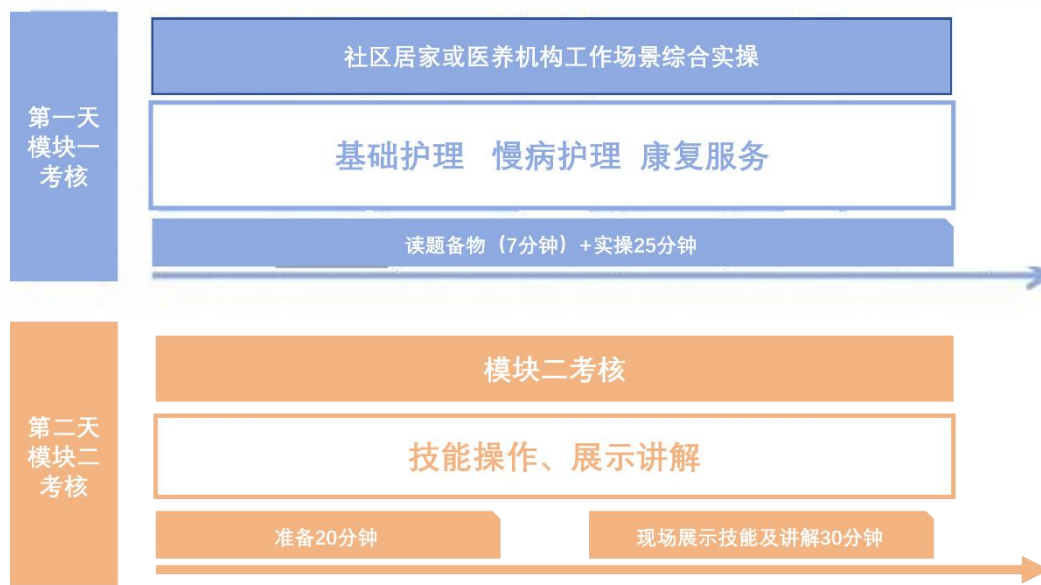 第一天
模块一
考核
社区居家或医养机构工作场景综合实操
基础护理 慢病护理 康复服务
读题备物（7分钟）+实操25分钟
第二天
模块二
考核
模块二考核
技能操作、展示讲解
准备20分钟
现场展示技能及讲解30分钟